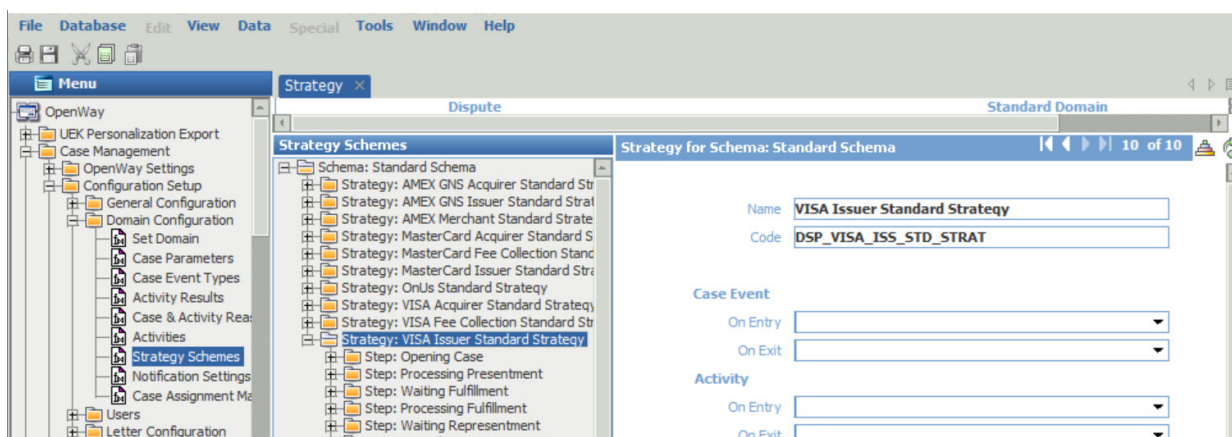 File Database Edit View Data Special Tools Window Help
Menu
Strategy
OpenWay
UEK Personalization Export
Case Management
OpenWay Settings
Configuration Setup
General Configuration
Domain Configuration
Set Domain
Case Parameters
Case Event Types
Activity Results
Case & Activity Rea
Activities
Strategy Schemes
Notification Settings
Case Assignment Ma
Users
Letter Configuration
Dispute Standard Domain
Strategy Schemes
Schema: Standard Schema
Strategy: AMEX GNS Acquirer Standard Str
Strategy: AMEX GNS Issuer Standard Strat
Strategy: AMEX Merchant Standard Strate
Strategy: MasterCard Acquirer Standard S
Strategy: MasterCard Fee Collection Stand
Strategy: MasterCard Issuer Standard Stra
Strategy: OnUs Standard Strategy
Strategy: VISA Acquirer Standard Strategy
Strategy: VISA Fee Collection Standard Str
Strategy: VISA Issuer Standard Strategy
Step: Opening Case
Step: Processing Presentment
Step: Waiting Fulfillment
Step: Processing Fulfillment
Step: Waiting Representment
Strategy for Schema: Standard Schema 10 of 10
Name VISA Issuer Standard Strategy
Code DSP_VISA_ISS_STD_STRAT
Case Event
On Entry
On Exit
Activity
On Entry
On Exit